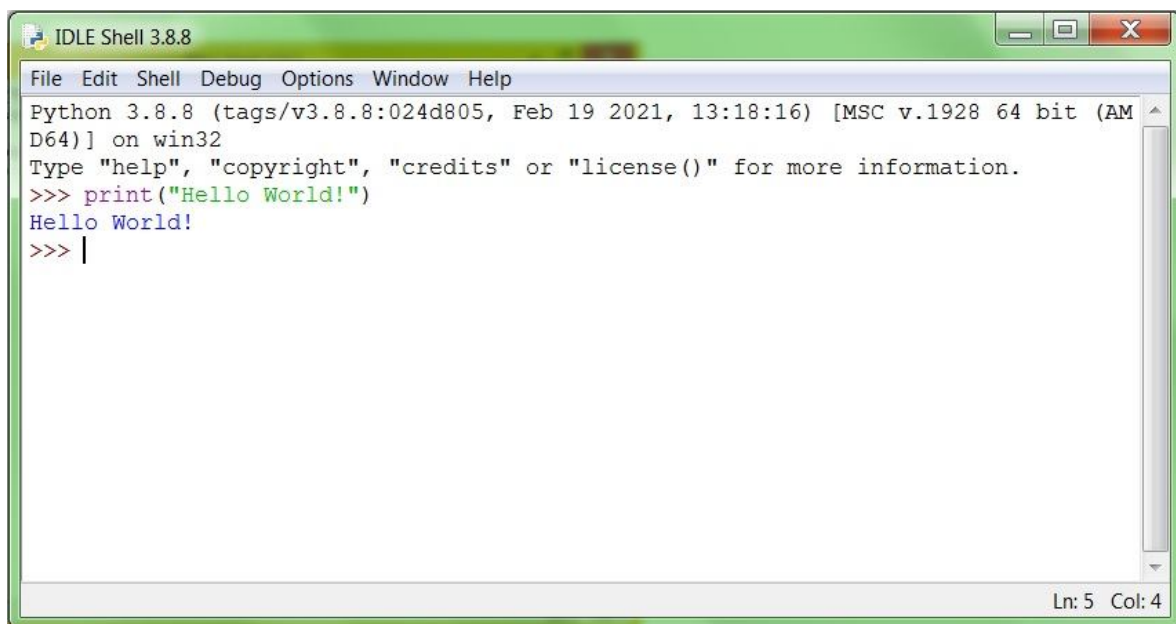 IDLE Shell 3.8.8
File Edit Shell Debug Options Window Help
Python 3.8.8 (tags/v3.8.8:024d805, Feb 19 2021, 13:18:16) [MSC v.1928 64 bit (AM
D64)] on win32
Type "help", "copyright", "credits" or "license()" for more information.
>>> print("Hello World!")
Hello World!
>>>
Ln: 5 Col: 4